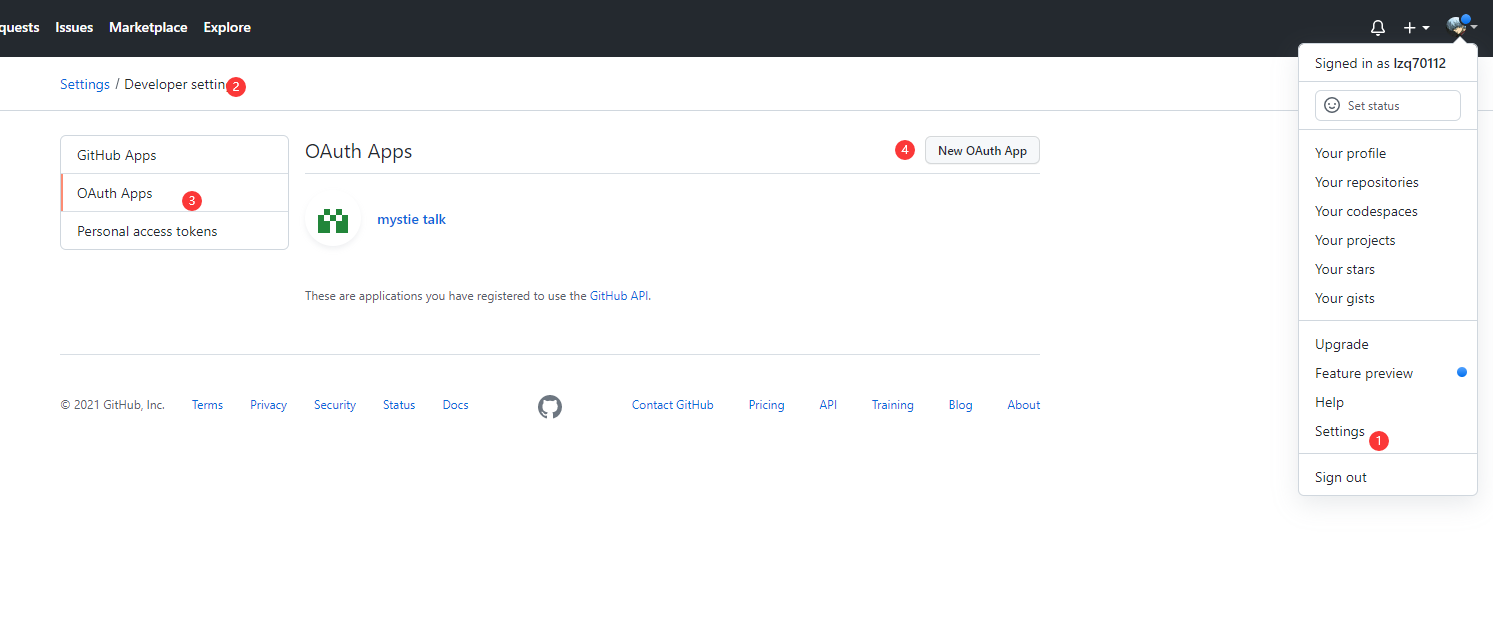 quests Issues Marketplace Explore
Signed in as lzq70112
Set status
Your profile
Your repositories
Your codespaces
Your projects
Your stars
Your gists
Upgrade
Feature preview
Help
Settings 1
Sign out
Settings / Developer settin 2
GitHub Apps
OAuth Apps 3
Personal access tokens
OAuth Apps 4 New OAuth App
mystie talk
These are applications you have registered to use the GitHub API.
© 2021 GitHub, Inc. Terms Privacy Security Status Docs Contact GitHub Pricing API Training Blog About